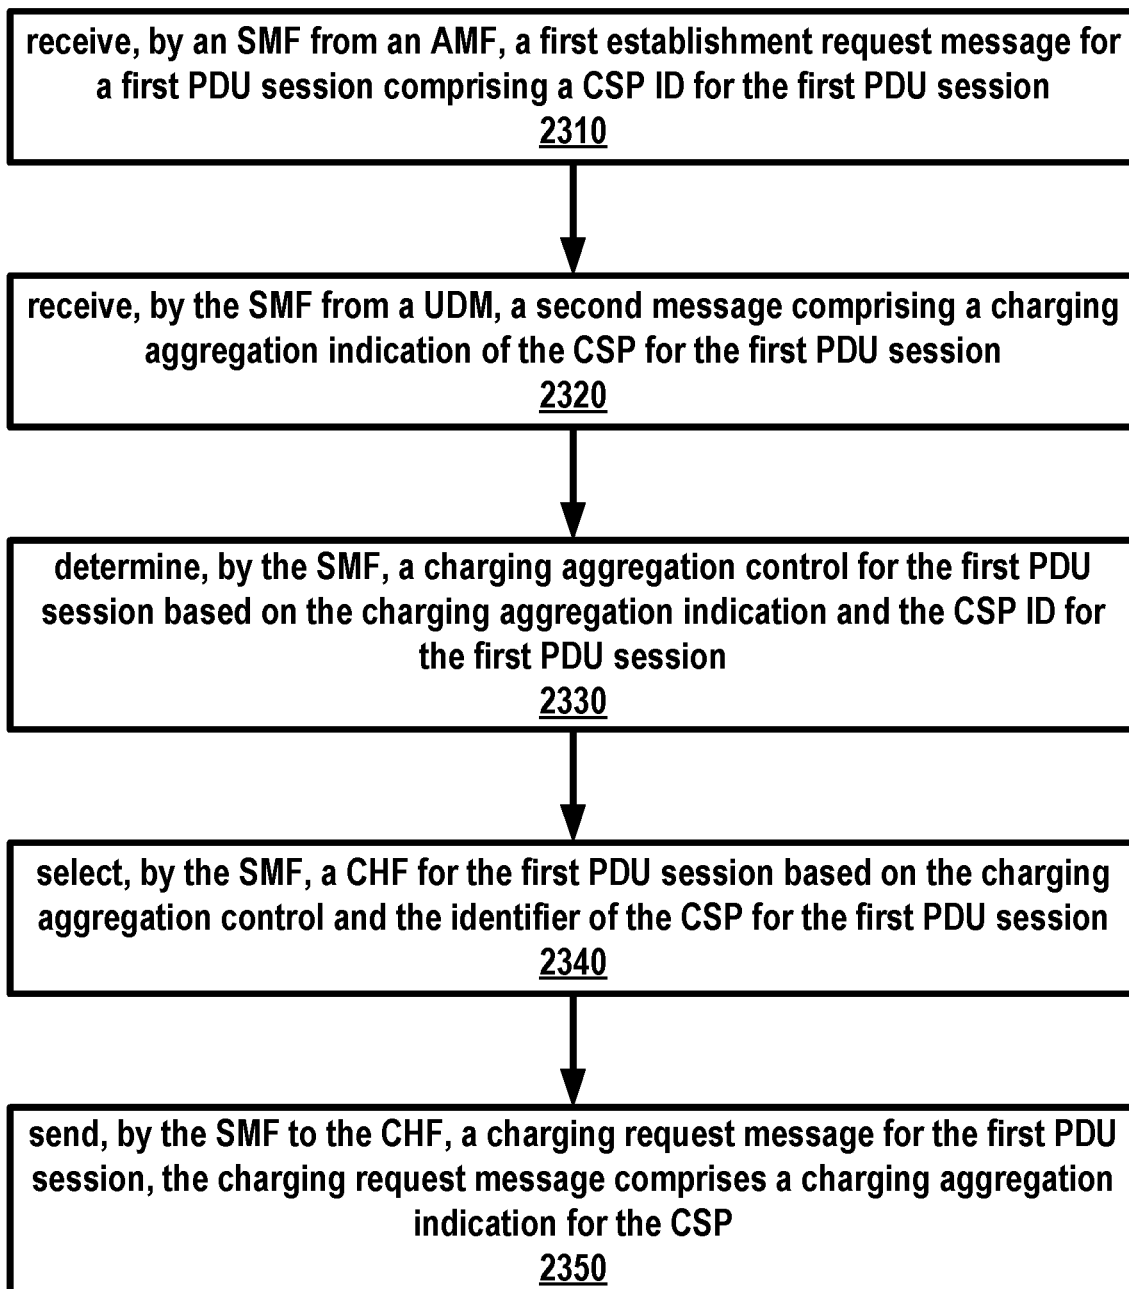 receive, by an SMF from an AMF, a first establishment request message for
a first PDU session comprising a CSP ID for the first PDU session
2310
receive, by the SMF from a UDM, a second message comprising a charging
aggregation indication of the CSP for the first PDU session
2320
determine, by the SMF, a charging aggregation control for the first PDU
session based on the charging aggregation indication and the CSP ID for
the first PDU session
2330
select, by the SMF, a CHF for the first PDU session based on the charging
aggregation control and the identifier of the CSP for the first PDU session
2340
send, by the SMF to the CHF, a charging request message for the first PDU
session, the charging request message comprises a charging aggregation
indication for the CSP
2350